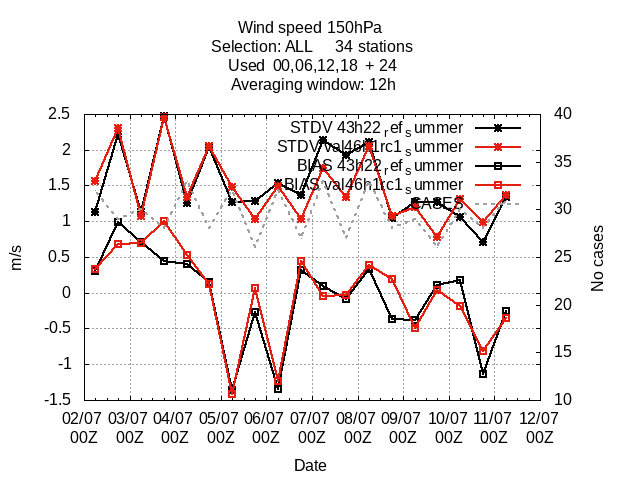 Wind speed 150hPa
Selection: ALL 34 stations
Used 00,06,12,18 + 24
Averaging window: 12h
STDV 43h22_ref_summer
STDV val46h1rc1_summer
BIAS 43h22_ref_summer
BIAS val46h1rc1_summer
CASES
2.5
2
1.5
1
0.5
0
-0.5
-1
-1.5
m/s
40
35
30
25
20
15
10
No cases
02/07 03/07 04/07 05/07 06/07 07/07 08/07 09/07 10/07 11/07 12/07
00Z 00Z 00Z 00Z 00Z 00Z 00Z 00Z 00Z 00Z 00Z
Date